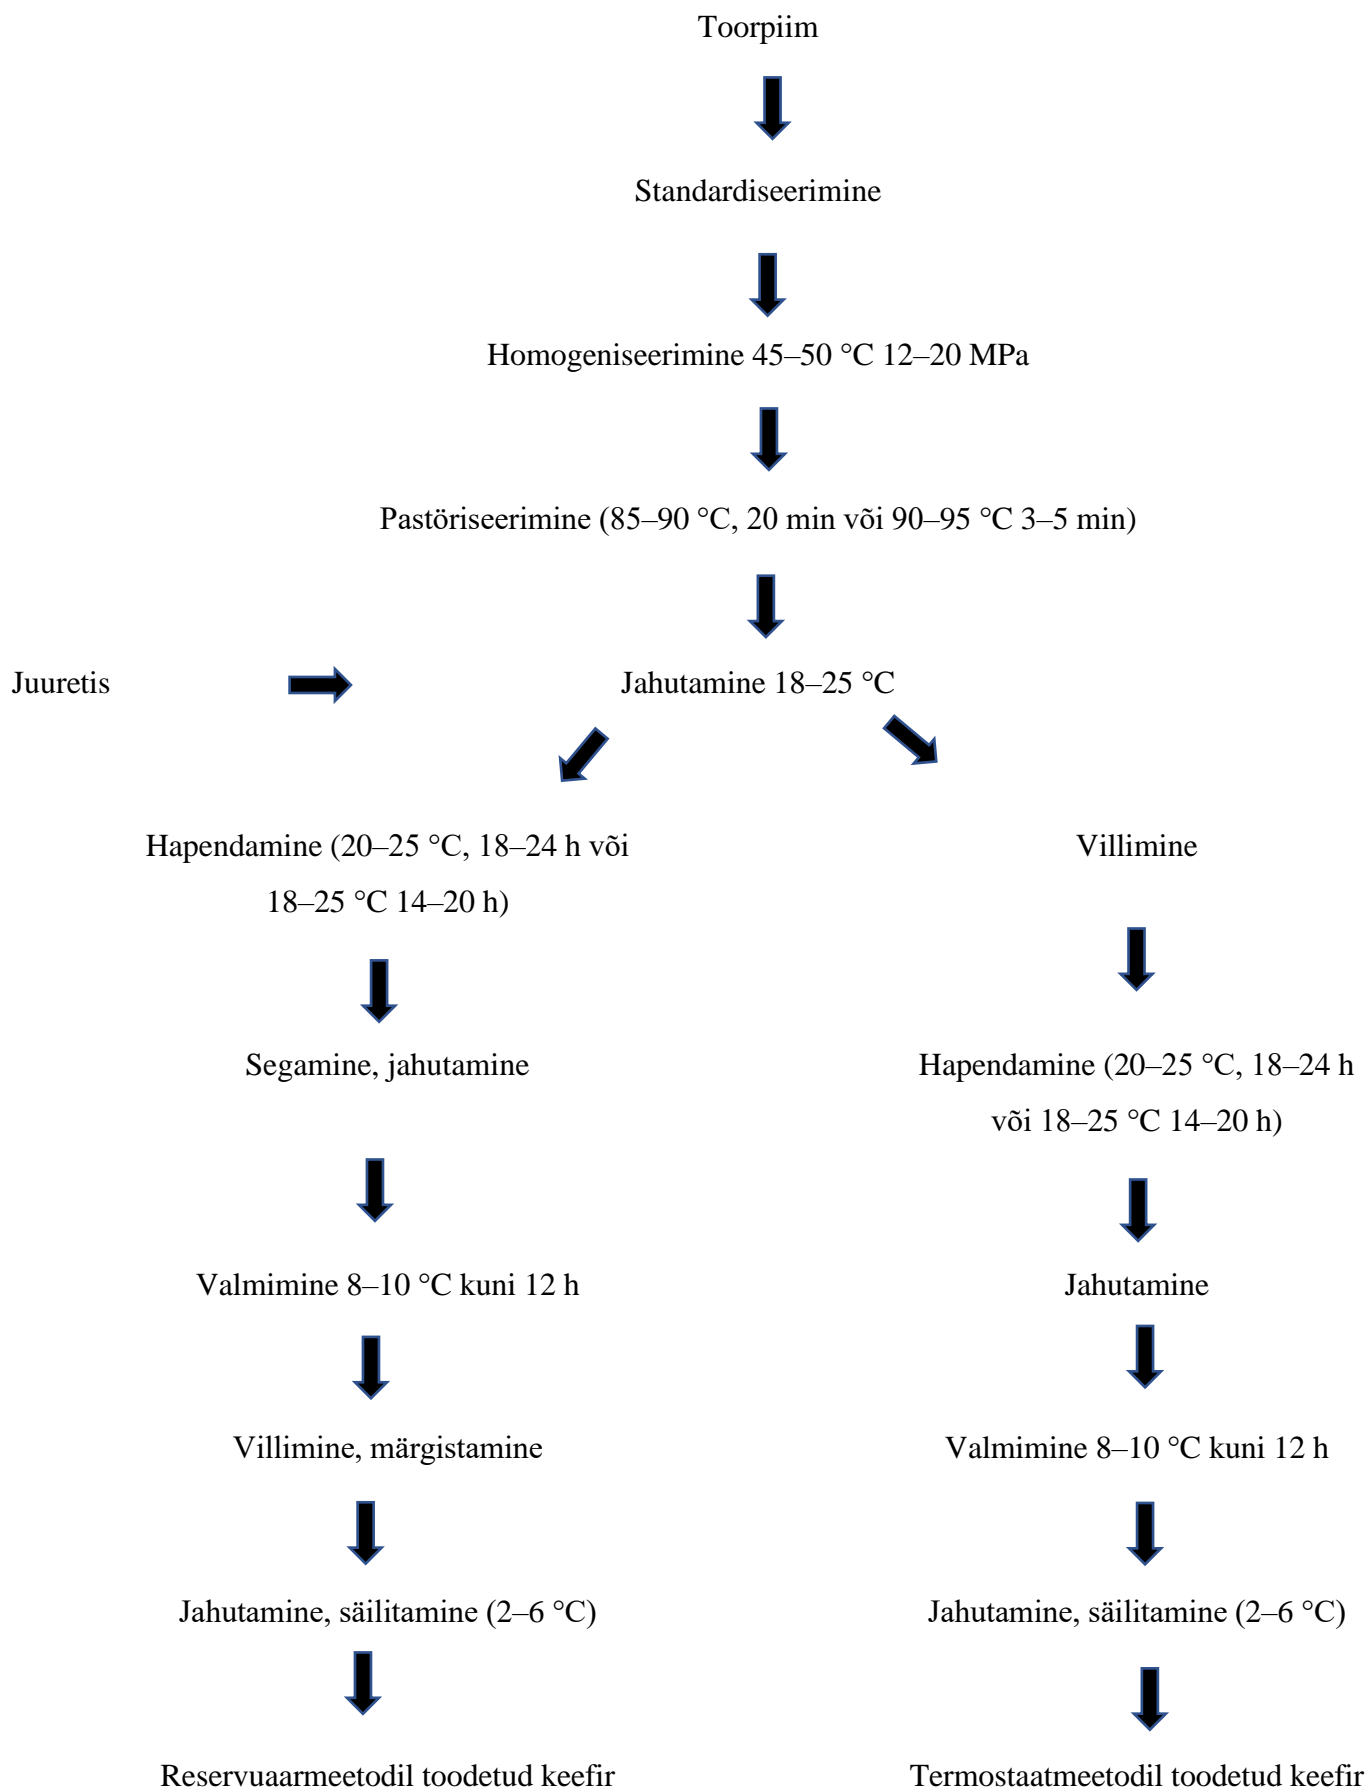 Toorpiim
Standardiseerimine
Homogeniseerimine 45–50 °C 12–20 MPa
Pastöriseerimine (85–90 °C, 20 min või 90–95 °C 3–5 min)
Juuretis
Jahutamine 18–25 °C
Hapendamine (20–25 °C, 18–24 h või
18–25 °C 14–20 h)
Segamine, jahutamine
Valmimine 8–10 °C kuni 12 h
Villimine, märgistamine
Jahutamine, säilitamine (2–6 °C)
Reservuaarmeetodil toodetud keefir
Villimine
Hapendamine (20–25 °C, 18–24 h
või 18–25 °C 14–20 h)
Jahutamine
Valmimine 8–10 °C kuni 12 h
Jahutamine, säilitamine (2–6 °C)
Termostaatmeetodil toodetud keefir